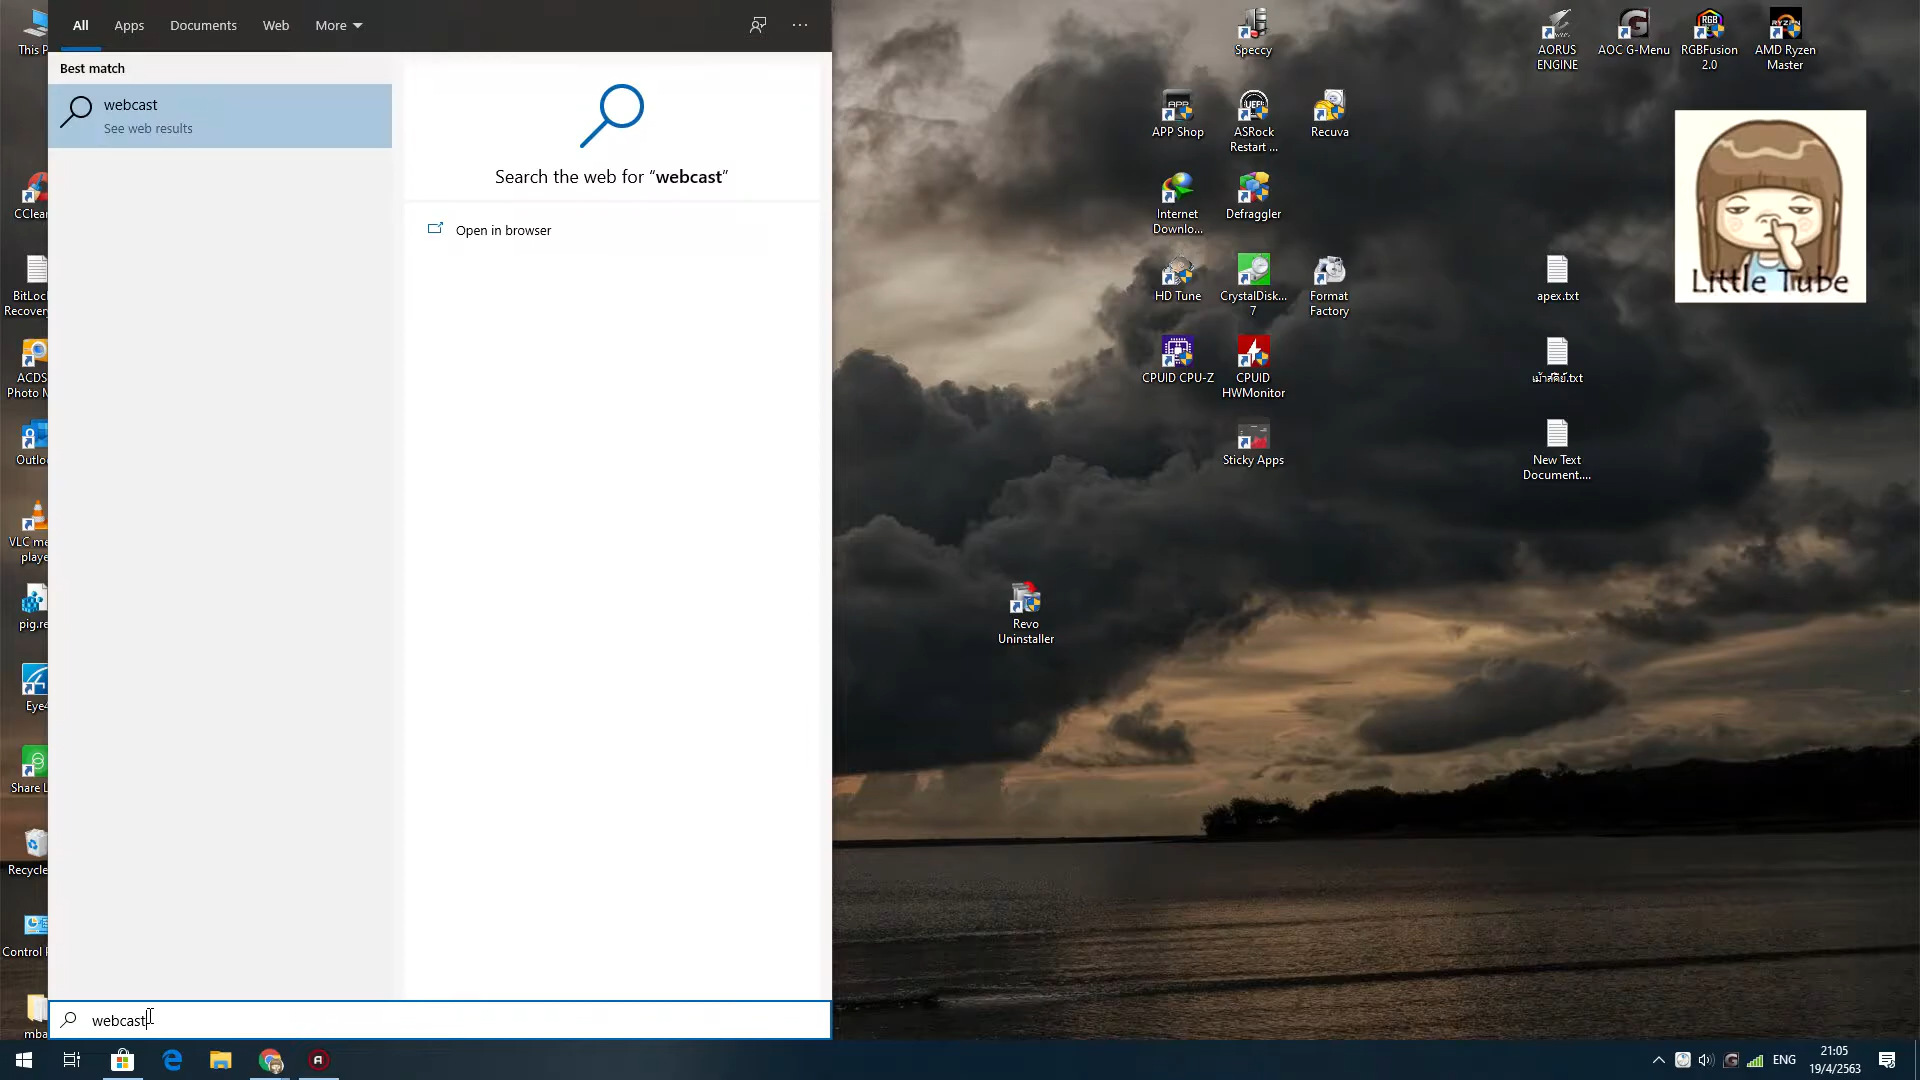 All
Apps
Documents
Web
More
Best match
webcast
See web results
Search the web for “webcast”
Open in browser
webcast
This P
CClean
BitLoc
Recovery
ACDS
Photo M
Outlo
VLC me
playe
pig.re
Eye4
Share L
Recycle
Control P
mba
Speccy
AORUS
ENGINE
AOC G-Menu
RGBFusion
2.0
AMD Ryzen
Master
APP Shop
ASRock
Restart ...
Recuva
Internet
Downlo...
Defraggler
HD Tune
CrystalDisk...
7
Format
Factory
apex.txt
CPUID CPU-Z
CPUID
HWMonitor
Sticky Apps
New Text
Document....
Revo
Uninstaller
Little Tube
ENG
21:05
19/4/2563